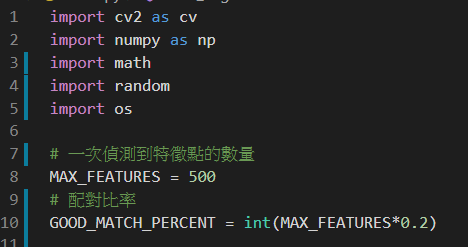 1 import cv2 as cv
2 import numpy as np
3 import math
4 import random
5 import os
6
7 # 一次偵測到特徵點的數量
8 MAX_FEATURES = 500
9 # 配對比率
10 GOOD_MATCH_PERCENT = int(MAX_FEATURES*0.2)
11